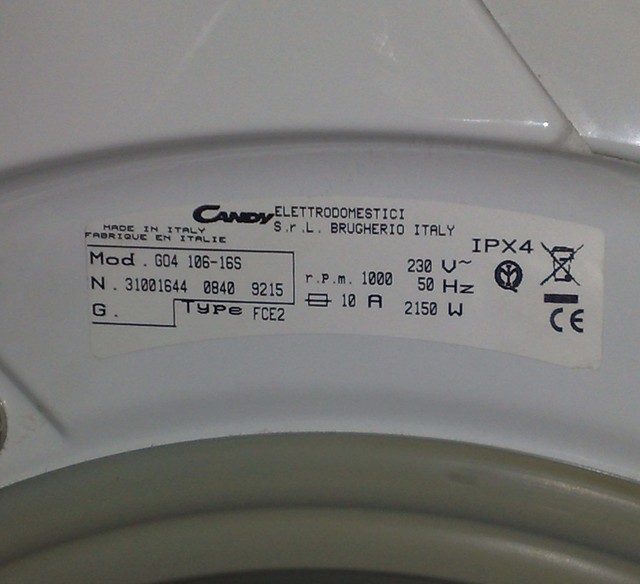 CANDY ELETTRODOMESTICI
S.r.L. BRUGHERIO ITALY
MADE IN ITALY
FABRIQUE EN ITALIE
Mod. GO4 106-16S
N. 31001644 0840 9215
G.
Type FCE2
r.p.m. 1000
10 A
230 V~
50 Hz
2150 W
IPX4
CE